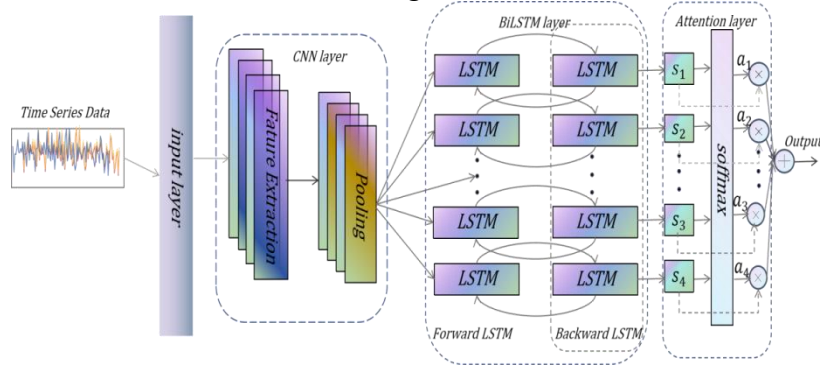 BiLSTM layer
Attention layer
CNN layer
Time Series Data
input layer
Fature Extraction
Pooling
LSTM
LSTM
LSTM
LSTM
LSTM
LSTM
LSTM
LSTM
s1
s2
s3
s4
soffmax
a1
a2
a3
a4
×
×
×
×
+
Output
Forward LSTM
Backward LSTM